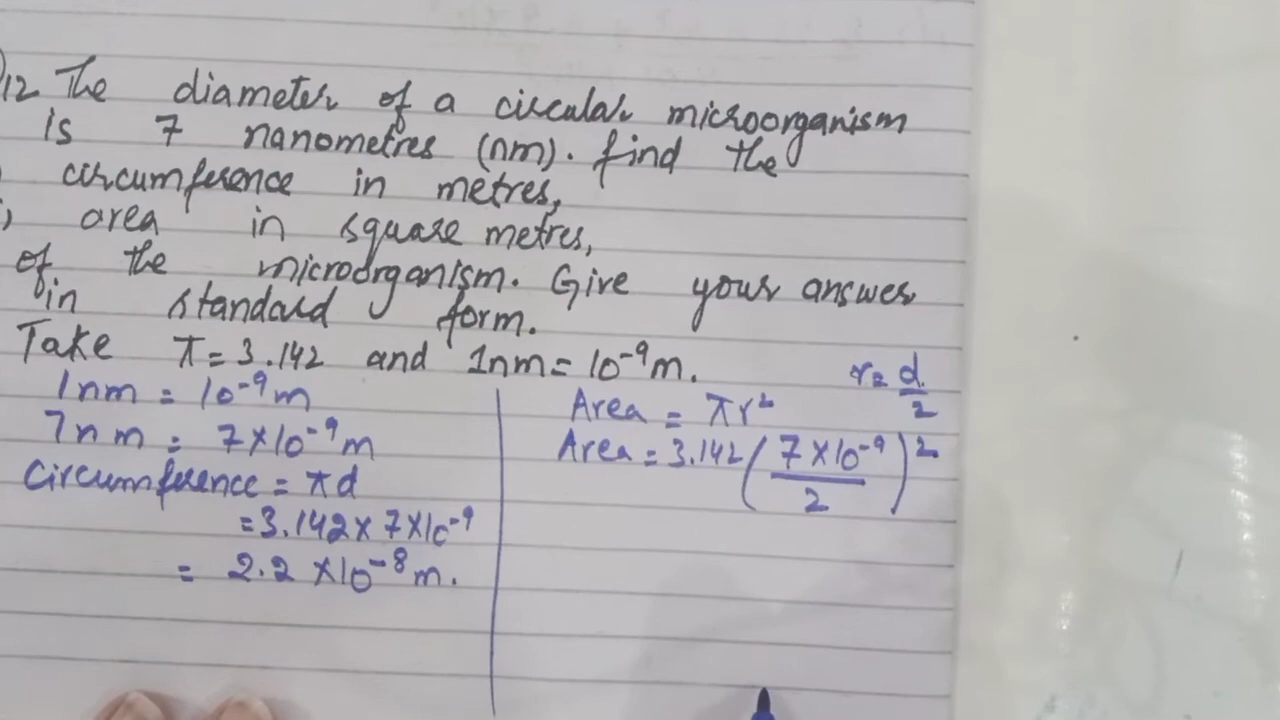 12 The diameter of a circular microorganism
is 7 nanometres (nm). find the
circumference in metres,
area in square metres,
of the microorganism. Give your answer
in standard form.
Take π = 3.142 and 1nm = 10⁻⁹m.
1nm = 10⁻⁹m
7nm = 7×10⁻⁹m
Circumference = πd
= 3.142 × 7×10⁻⁹
= 2.2 ×10⁻⁸m.
r = d/2
Area = πr²
Area = 3.142 (7×10⁻⁹/2)²